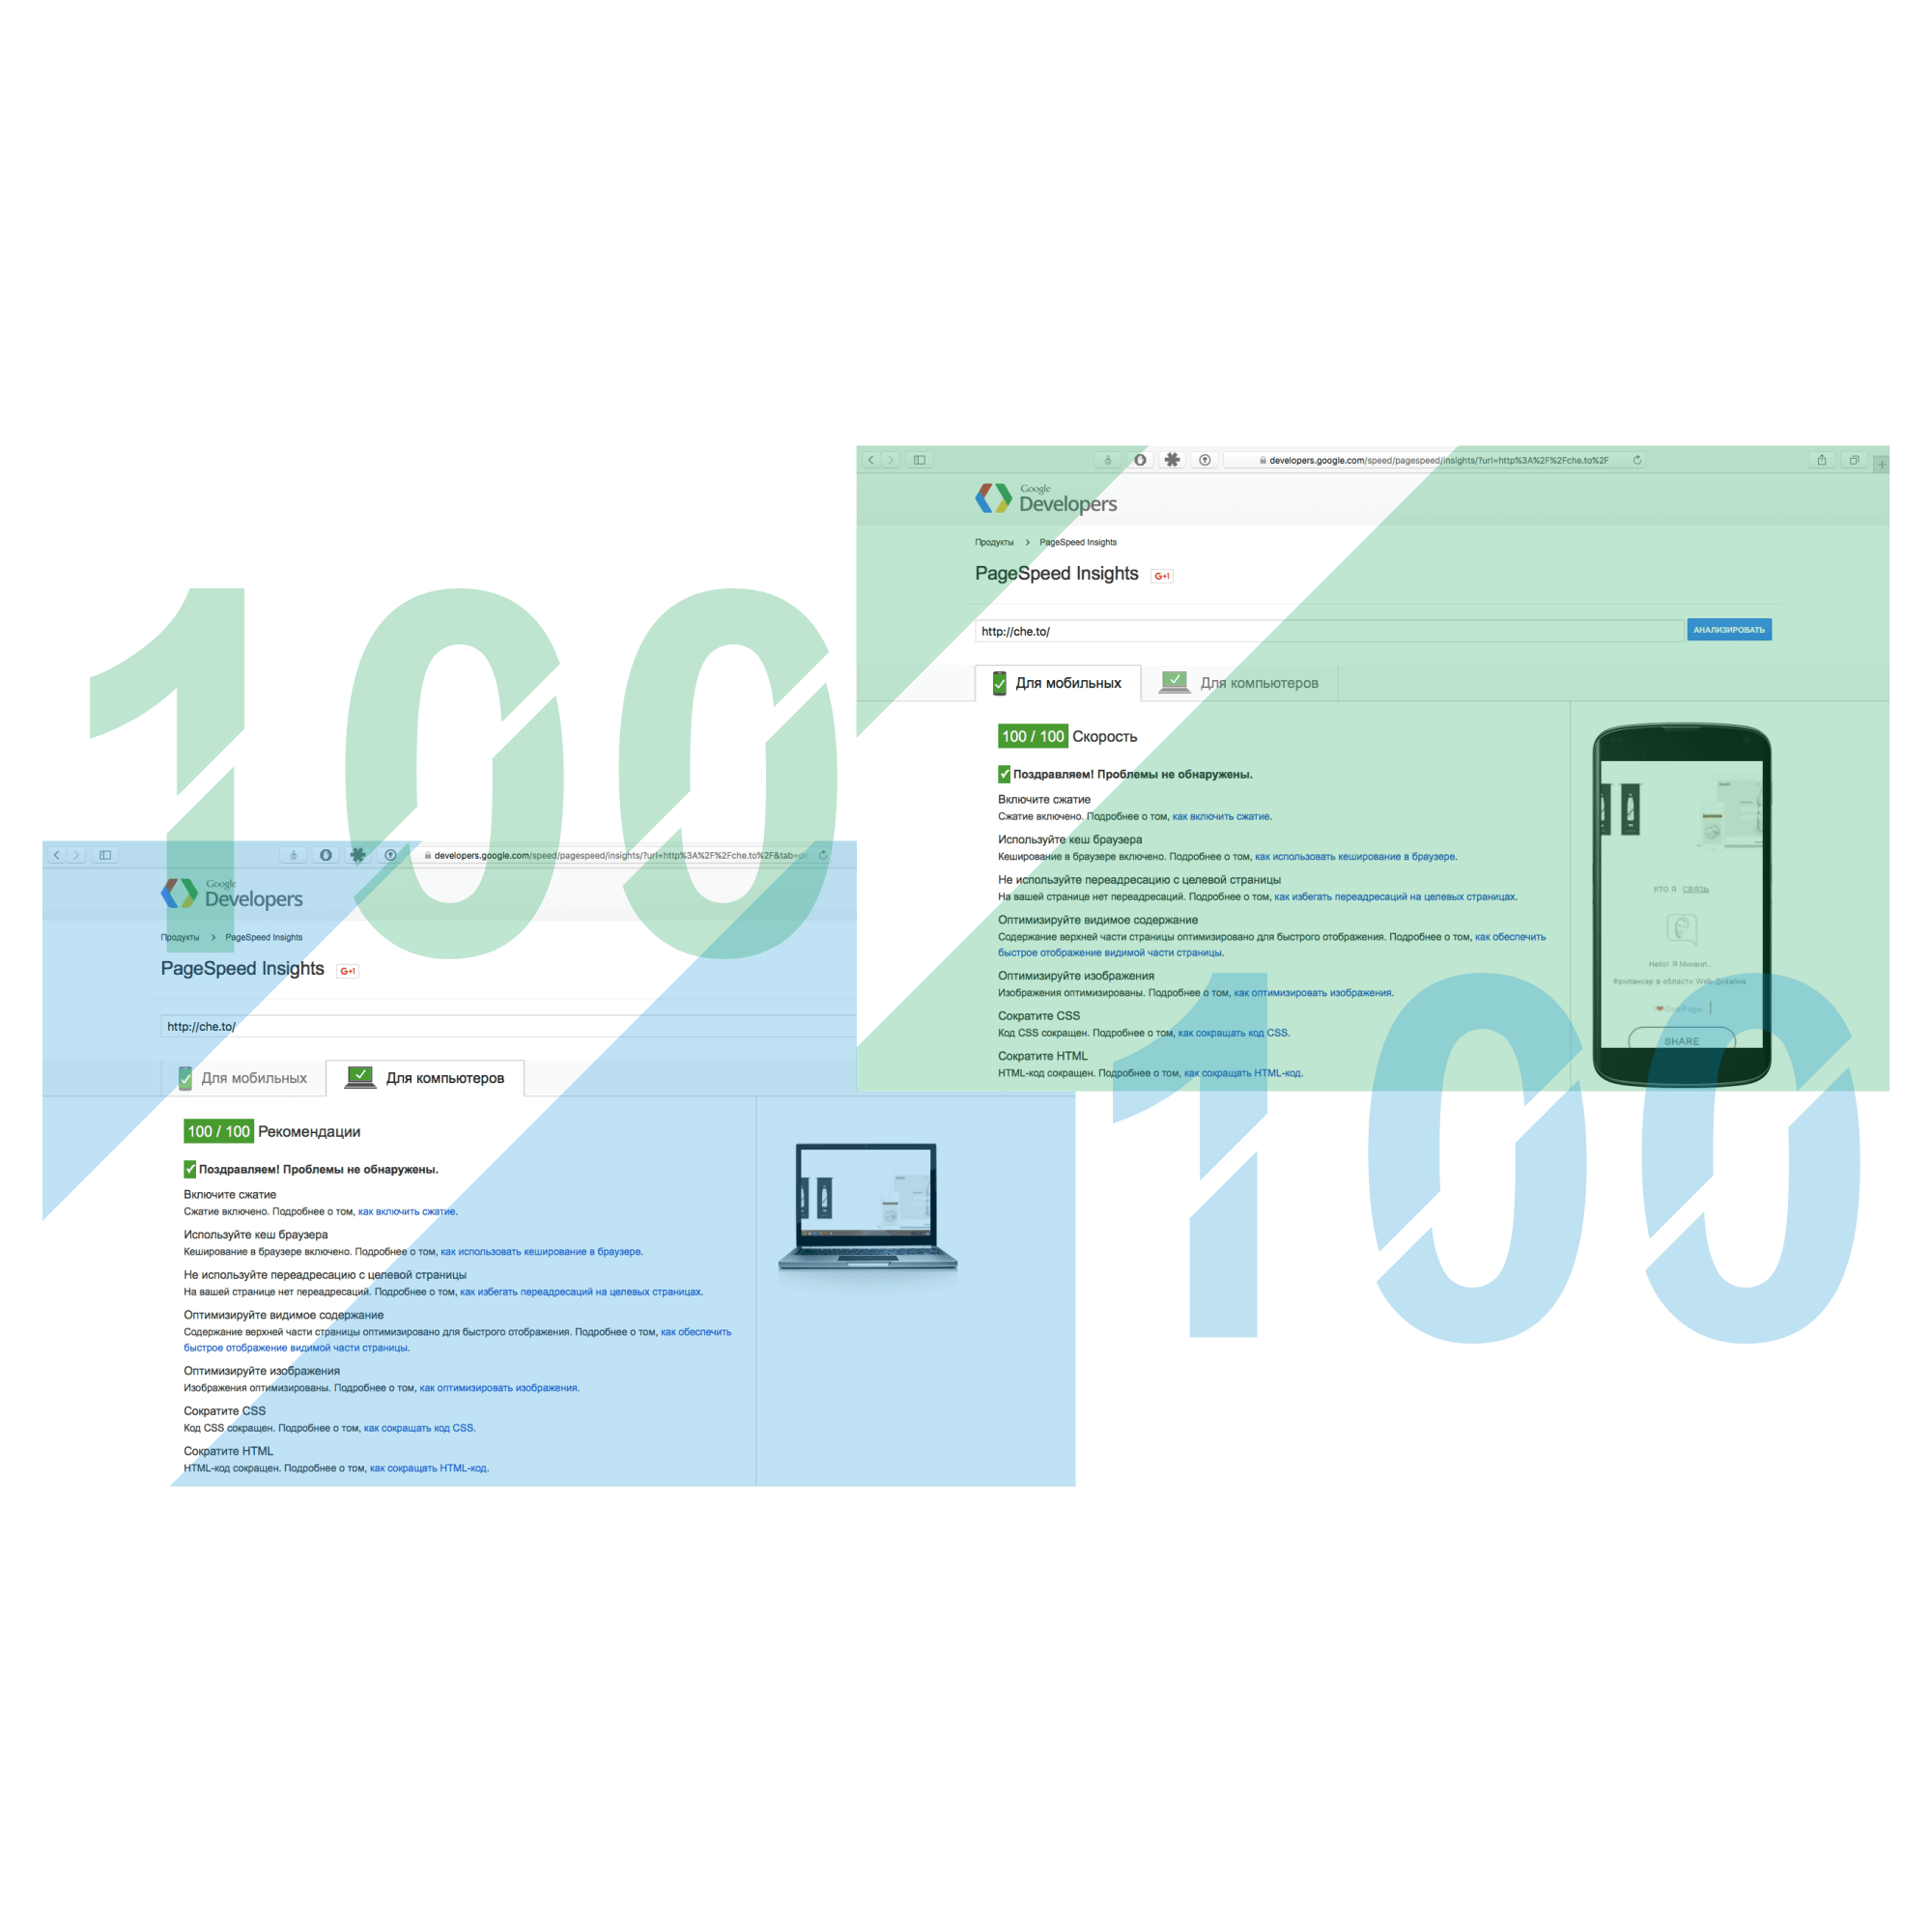 100
developers.google.com/speed/pagespeed/insights/?url=http%3A%2F%2Fche.to%2F
Google
Developers
Продукты > PageSpeed Insights
PageSpeed Insights G+1
http://che.to/ АНАЛИЗИРОВАТЬ
Для мобильных Для компьютеров
100 / 100 Скорость
Поздравляем! Проблемы не обнаружены.
Включите сжатие
Сжатие включено. Подробнее о том, как включить сжатие.
Используйте кеш браузера
Кеширование в браузере включено. Подробнее о том, как использовать кеширование в браузере.
Не используйте переадресацию с целевой страницы
На вашей странице нет переадресаций. Подробнее о том, как избегать переадресаций на целевых страницах.
Оптимизируйте видимое содержание
Содержание верхней части страницы оптимизировано для быстрого отображения. Подробнее о том, как обеспечить
быстрое отображение видимой части страницы.
Оптимизируйте изображения
Изображения оптимизированы. Подробнее о том, как оптимизировать изображения.
Сократите CSS
Код CSS сокращен. Подробнее о том, как сокращать код CSS.
Сократите HTML
HTML-код сокращен. Подробнее о том, как сокращать HTML-код.
КТО Я СВЯЗЬ
Hello! Я Михаил.
Фрилансер в области Web-Дизайна.
I❤OnePage.
SHARE
developers.google.com/speed/pagespeed/insights/?url=http%3A%2F%2Fche.to%2F&tab=
Google
Developers
Продукты > PageSpeed Insights
PageSpeed Insights G+1
http://che.to/
Для мобильных Для компьютеров
100 / 100 Рекомендации
Поздравляем! Проблемы не обнаружены.
Включите сжатие
Сжатие включено. Подробнее о том, как включить сжатие.
Используйте кеш браузера
Кеширование в браузере включено. Подробнее о том, как использовать кеширование в браузере.
Не используйте переадресацию с целевой страницы
На вашей странице нет переадресаций. Подробнее о том, как избегать переадресаций на целевых страницах.
Оптимизируйте видимое содержание
Содержание верхней части страницы оптимизировано для быстрого отображения. Подробнее о том, как обеспечить
быстрое отображение видимой части страницы.
Оптимизируйте изображения
Изображения оптимизированы. Подробнее о том, как оптимизировать изображения.
Сократите CSS
Код CSS сокращен. Подробнее о том, как сокращать код CSS.
Сократите HTML
HTML-код сокращен. Подробнее о том, как сокращать HTML-код.
100